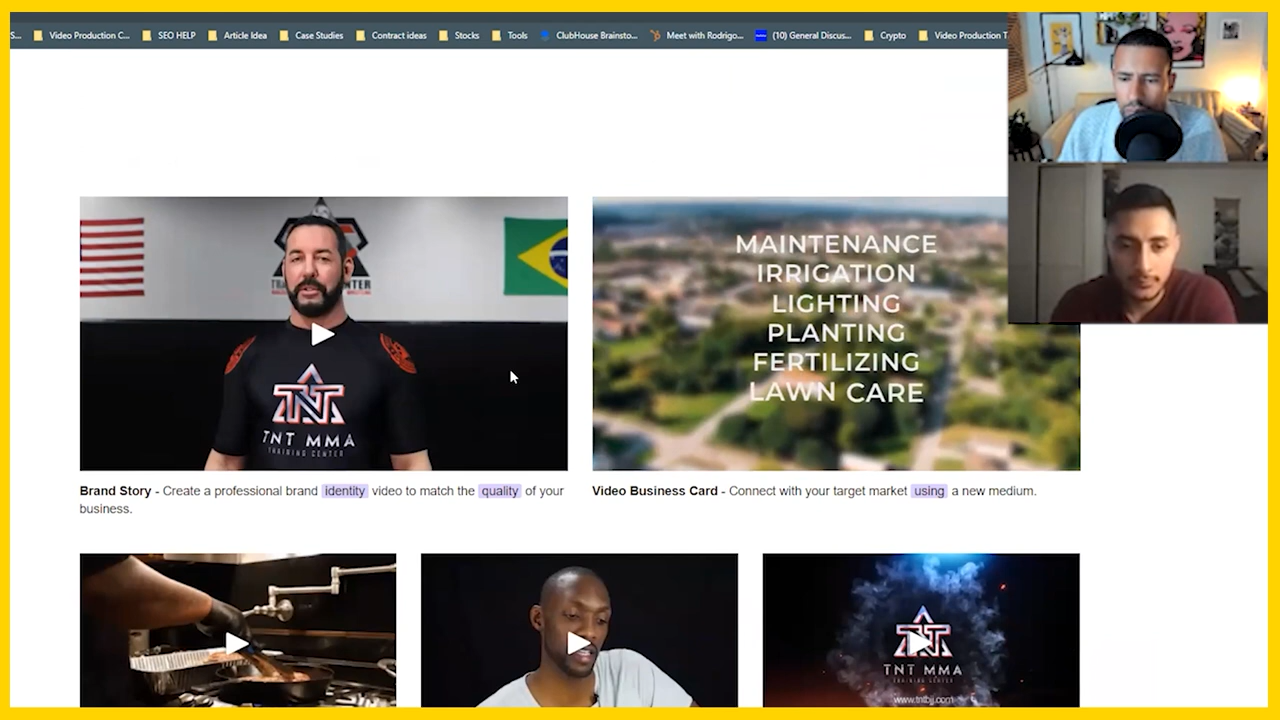 S... Video Production C... SEO HELP Article Idea Case Studies Contract ideas Stocks Tools ClubHouse Brainsto... Meet with Rodrigo... (10) General Discus... Crypto Video Production T
TNT MMA
TRAINING CENTER
MAINTENANCE
IRRIGATION
LIGHTING
PLANTING
FERTILIZING
LAWN CARE
Brand Story - Create a professional brand identity video to match the quality of your
business.
Video Business Card - Connect with your target market using a new medium.
TNT MMA
TRAINING CENTER
www.tntbjj.com